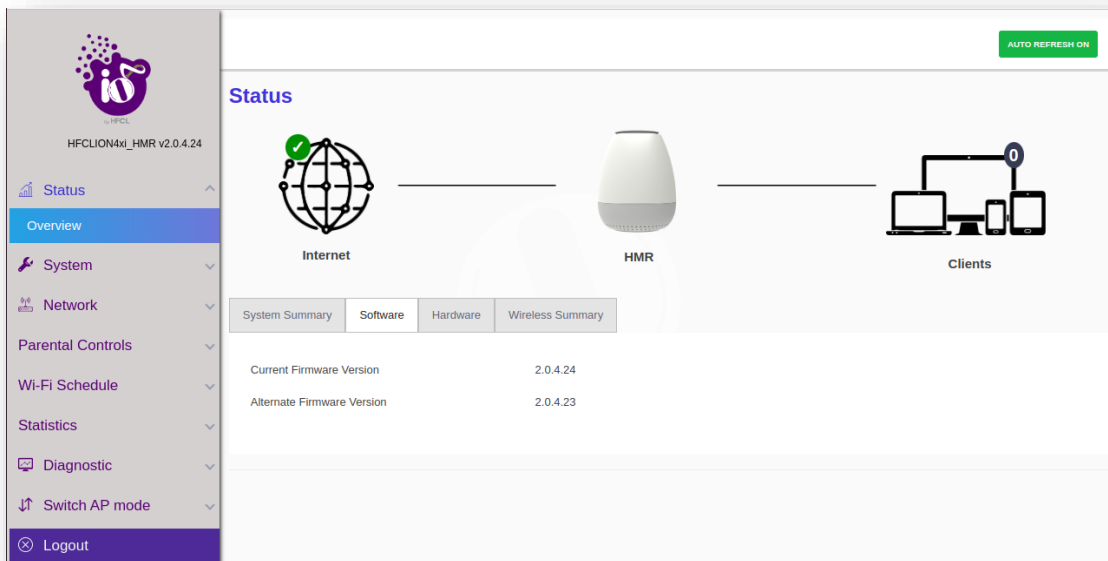 io
by HFCL
HFCLION4xi_HMR v2.0.4.24
Status
Overview
System
Network
Parental Controls
Wi-Fi Schedule
Statistics
Diagnostic
Switch AP mode
Logout
AUTO REFRESH ON
Status
0
Internet
HMR
Clients
System Summary Software Hardware Wireless Summary
Current Firmware Version 2.0.4.24
Alternate Firmware Version 2.0.4.23